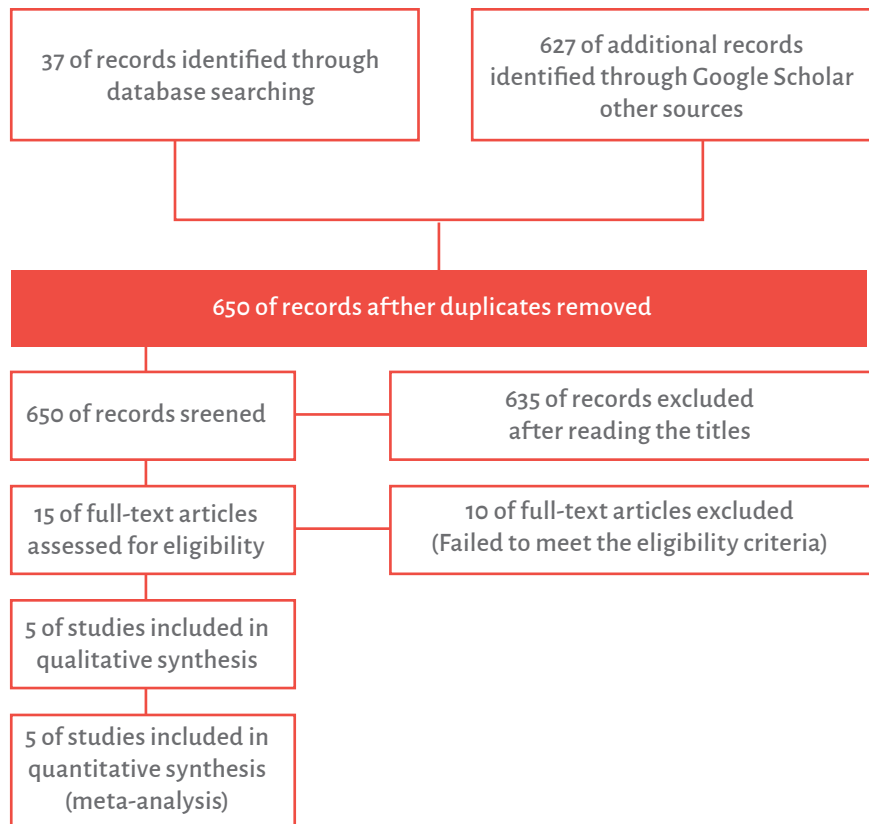 37 of records identified through
database searching
627 of additional records
identified through Google Scholar
other sources
650 of records afther duplicates removed
650 of records sreened
635 of records excluded
after reading the titles
15 of full-text articles
assessed for eligibility
10 of full-text articles excluded
(Failed to meet the eligibility criteria)
5 of studies included in
qualitative synthesis
5 of studies included in
quantitative synthesis
(meta-analysis)